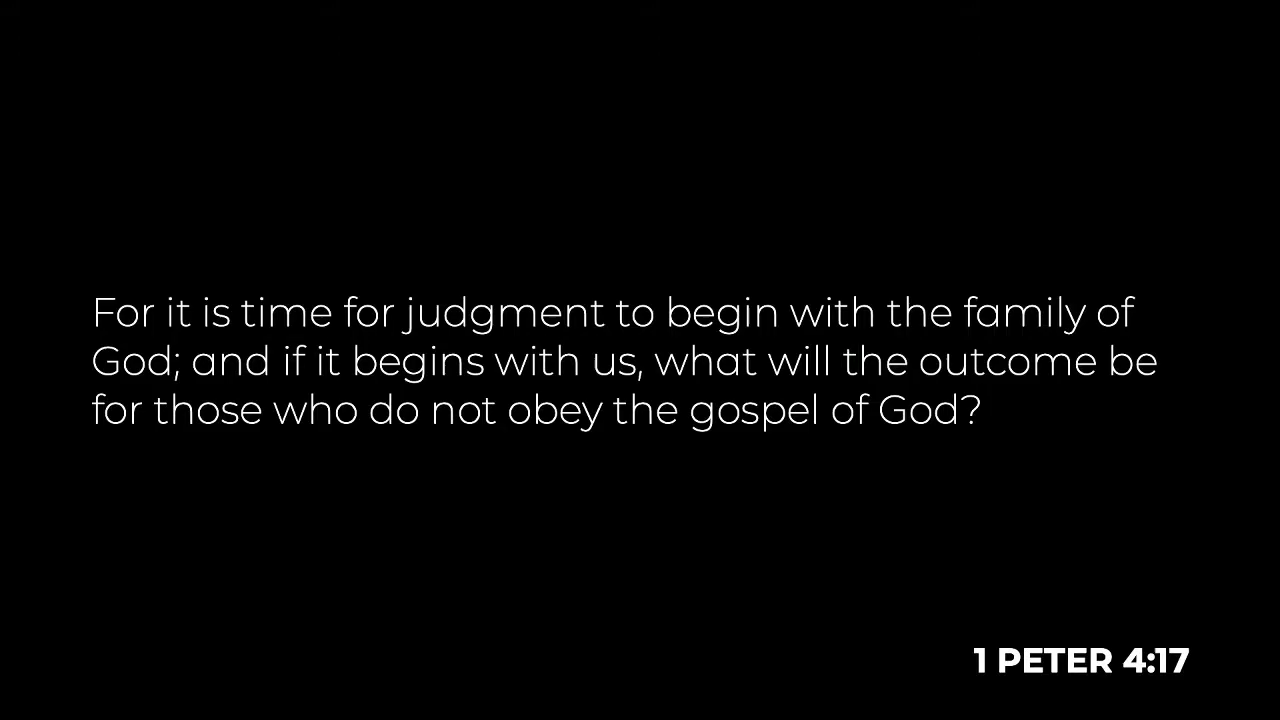 For it is time for judgment to begin with the family of
God; and if it begins with us, what will the outcome be
for those who do not obey the gospel of God?
1 PETER 4:17